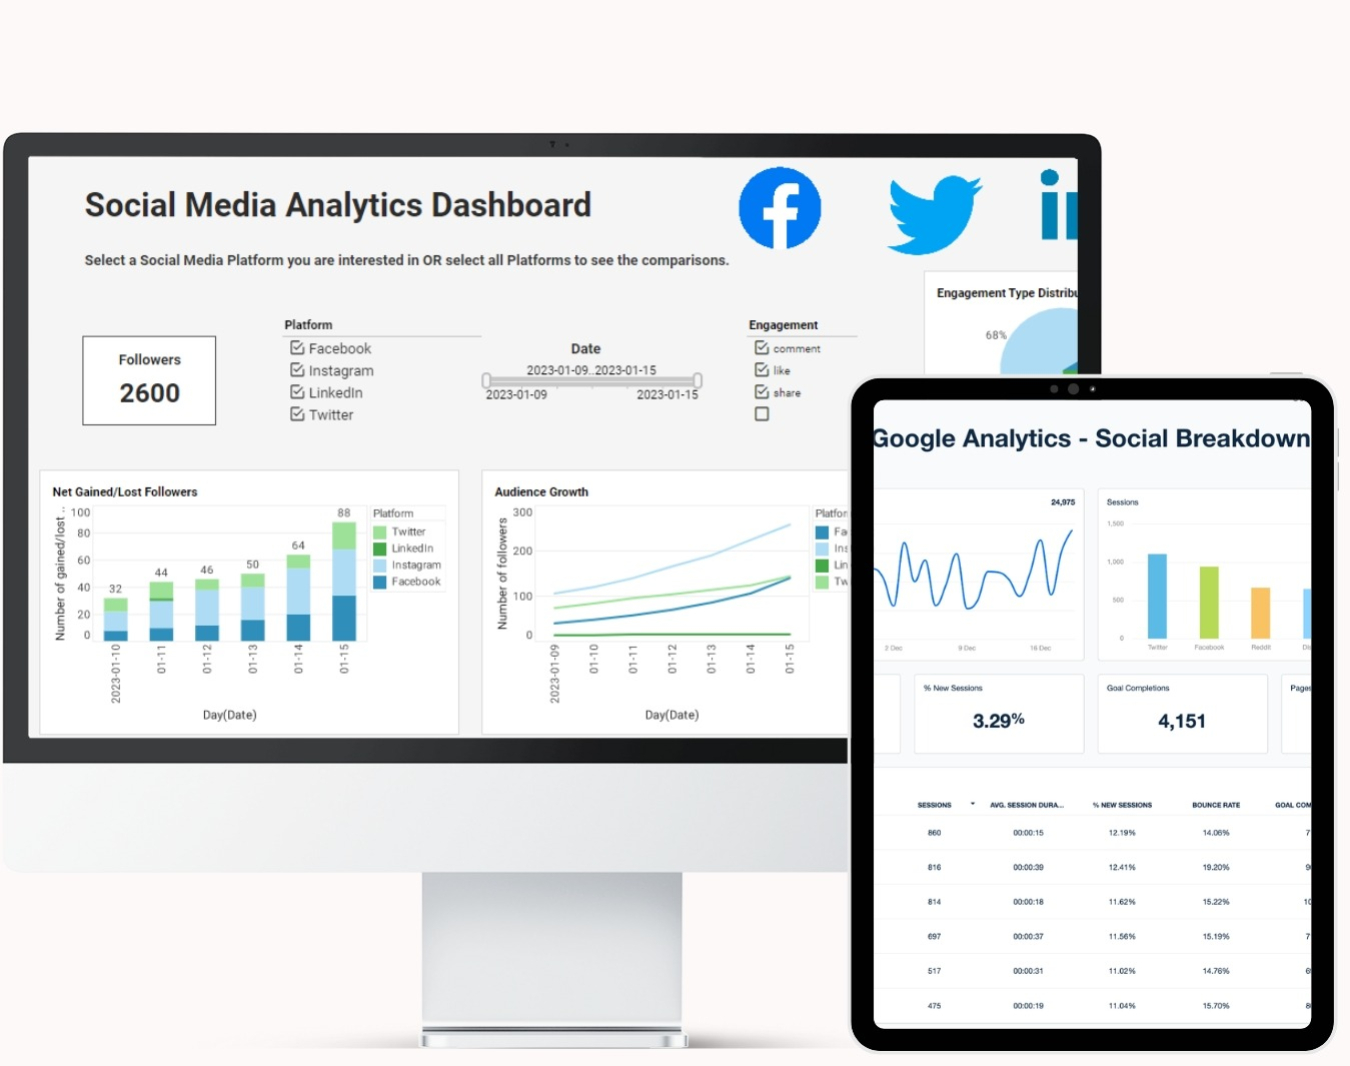 Social Media Analytics Dashboard
Select a Social Media Platform you are interested in OR select all Platforms to see the comparisons.
Followers
2600
Platform
Facebook
Instagram
LinkedIn
Twitter
Date
2023-01-09..2023-01-15
2023-01-09 2023-01-15
Engagement
comment
like
share
Engagement Type Distribu
68%
Net Gained/Lost Followers
Number of gained/lost ..
100
80
60
40
20
0
32
44
46
50
64
88
2023-01-10
01-11
01-12
01-13
01-14
01-15
Day(Date)
Platform
Twitter
LinkedIn
Instagram
Facebook
Audience Growth
Number of followers
300
200
100
0
2023-01-09
01-10
01-11
01-12
01-13
01-14
01-15
Day(Date)
Platfor
Fa
Ins
Lin
Tw
in
Google Analytics - Social Breakdown
24,975
2 Dec 9 Dec 16 Dec
Sessions
1,500
1,000
500
0
Twitter Facebook Reddit Dis
% New Sessions
3.29%
Goal Completions
4,151
Pages
SESSIONS AVG. SESSION DURA... % NEW SESSIONS BOUNCE RATE GOAL COM
860 00:00:15 12.19% 14.06% 7
816 00:00:39 12.41% 19.20% 9
814 00:00:18 11.62% 15.22% 10
697 00:00:37 11.56% 15.19% 7
517 00:00:31 11.02% 14.76% 6
475 00:00:19 11.04% 15.70% 8